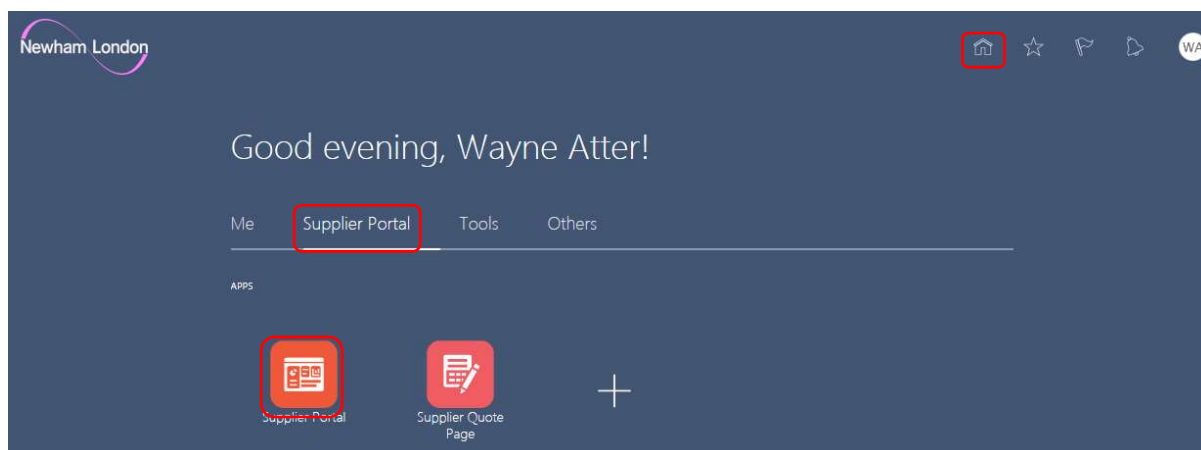 Newham London
WA
Good evening, Wayne Atter!
Me Supplier Portal Tools Others
APPS
Supplier Portal
Supplier Quote
Page